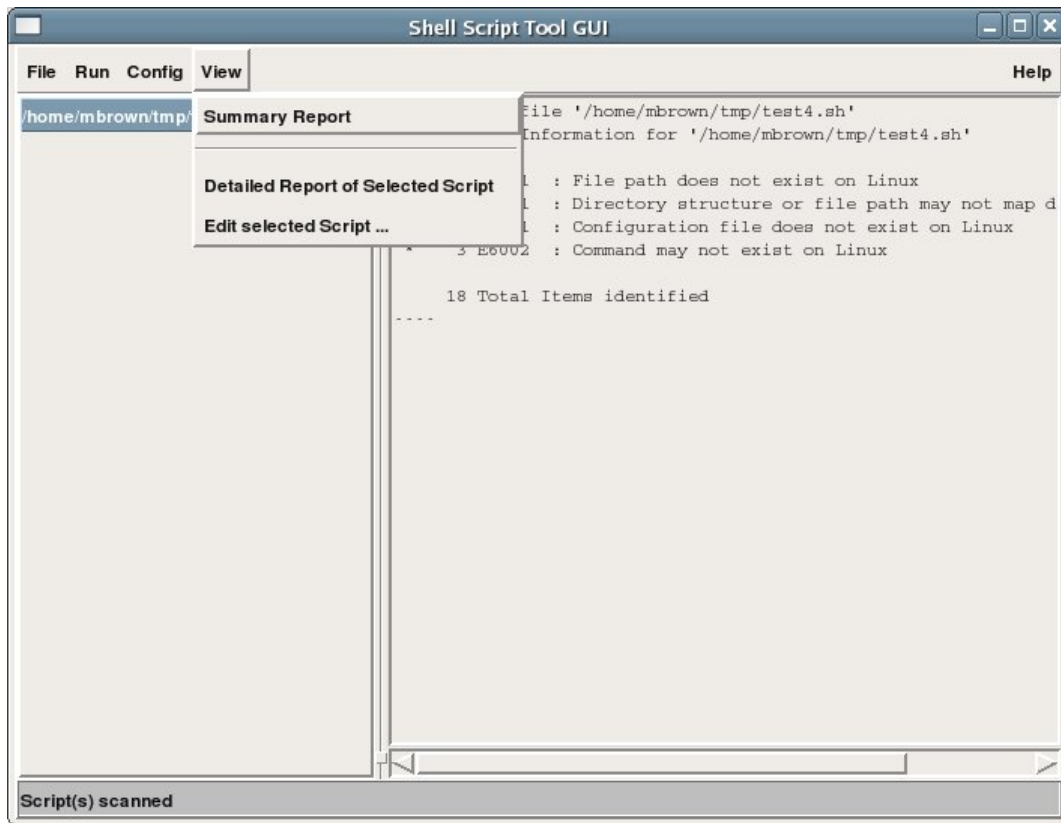 Shell Script Tool GUI
File Run Config View Help
/home/mbrown/tmp/
Summary Report
Detailed Report of Selected Script
Edit selected Script ...
file '/home/mbrown/tmp/test4.sh'
Information for '/home/mbrown/tmp/test4.sh'
1 : File path does not exist on Linux
1 : Directory structure or file path may not map d
1 : Configuration file does not exist on Linux
* 3 E6002 : Command may not exist on Linux
18 Total Items identified
----
Script(s) scanned